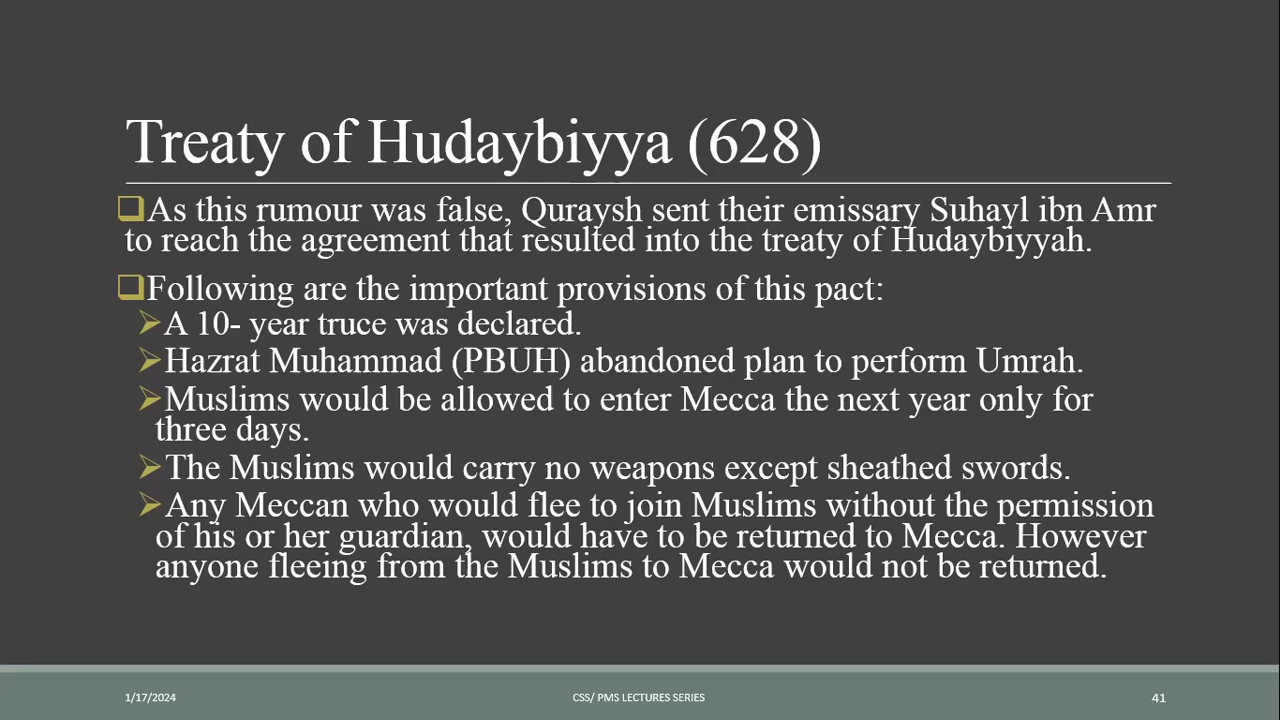 Treaty of Hudaybiyya (628)
As this rumour was false, Quraysh sent their emissary Suhayl ibn Amr
to reach the agreement that resulted into the treaty of Hudaybiyyah.
Following are the important provisions of this pact:
A 10- year truce was declared.
Hazrat Muhammad (PBUH) abandoned plan to perform Umrah.
Muslims would be allowed to enter Mecca the next year only for
three days.
The Muslims would carry no weapons except sheathed swords.
Any Meccan who would flee to join Muslims without the permission
of his or her guardian, would have to be returned to Mecca. However
anyone fleeing from the Muslims to Mecca would not be returned.
1/17/2024
CSS/ PMS LECTURES SERIES
41